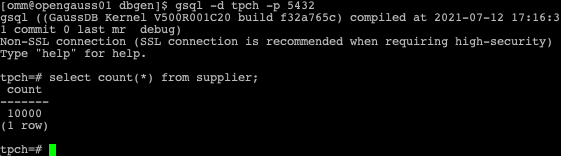 [omm@opengauss01 dbgen]$ gsql -d tpch -p 5432
gsql ((GaussDB Kernel V500R001C20 build f32a765c) compiled at 2021-07-12 17:16:3
1 commit 0 last mr  debug)
Non-SSL connection (SSL connection is recommended when requiring high-security)
Type "help" for help.
tpch=# select count(*) from supplier;
 count
-------
 10000
(1 row)
tpch=#